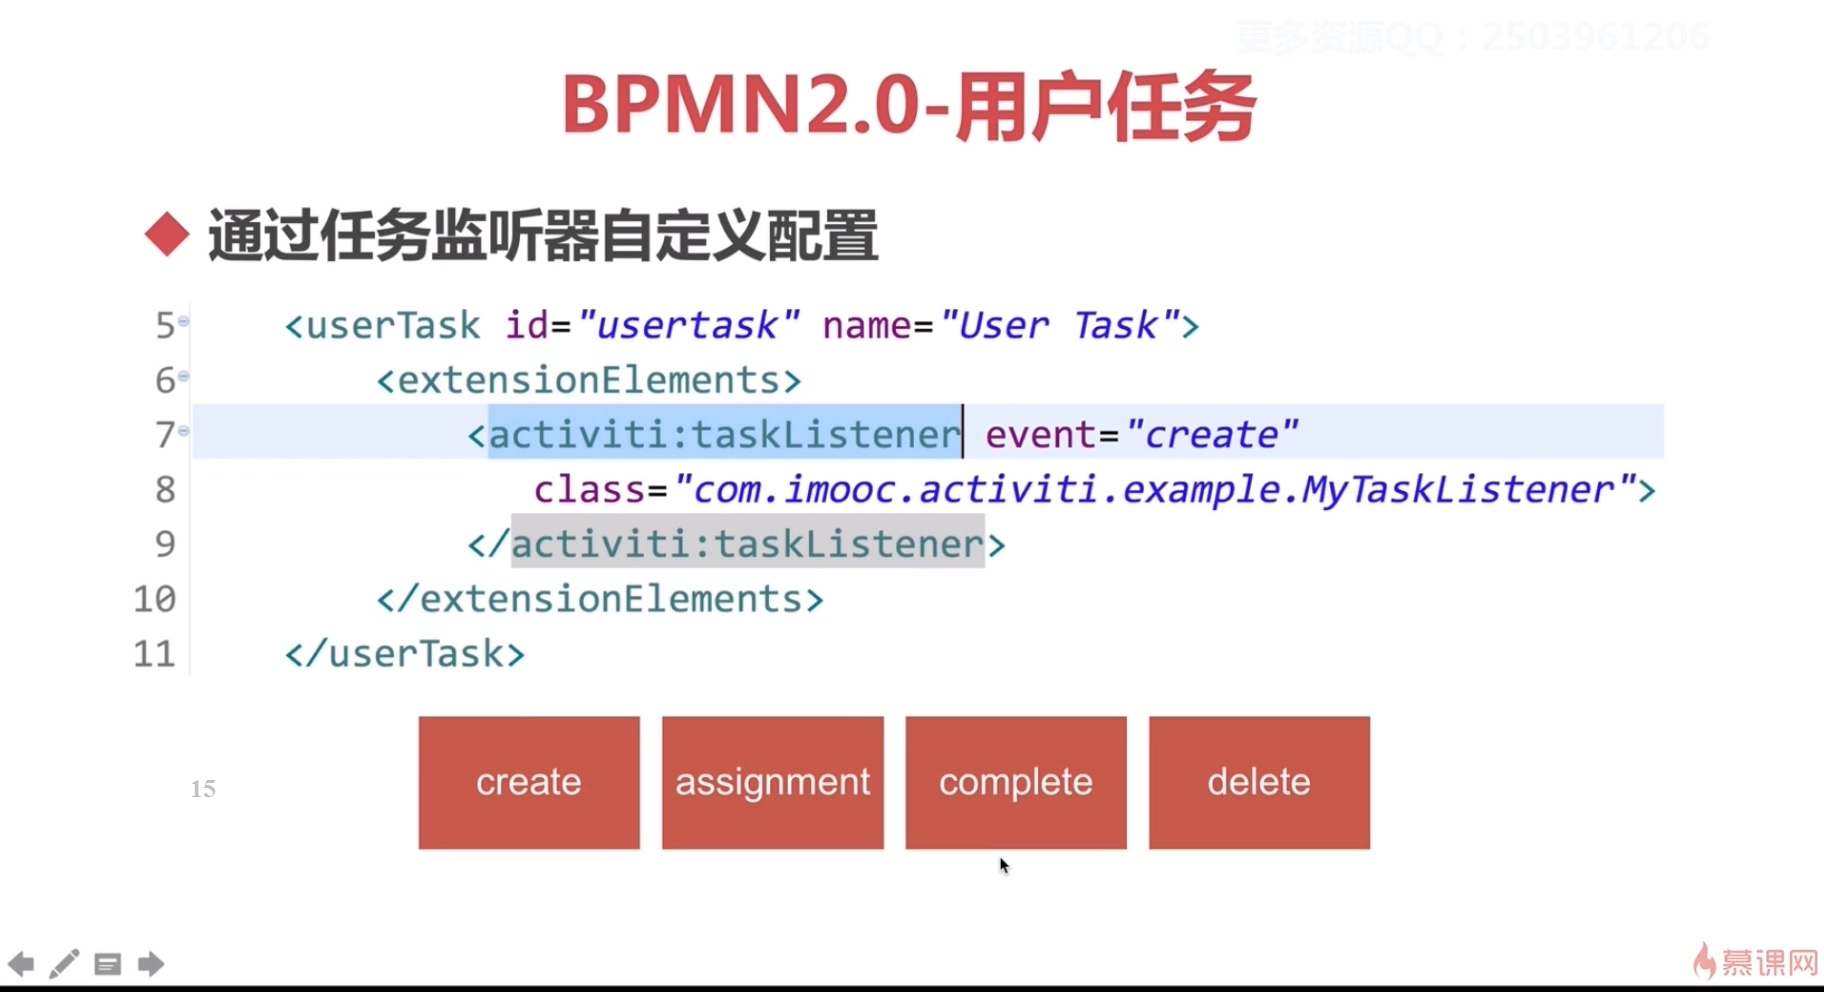 更多资源QQ：2503961206
BPMN2.0-用户任务
通过任务监听器自定义配置
5 <userTask id="usertask" name="User Task">
6 <extensionElements>
7 <activiti:taskListener event="create"
8 class="com.imooc.activiti.example.MyTaskListener">
9 </activiti:taskListener>
10 </extensionElements>
11 </userTask>
create assignment complete delete
15
慕课网